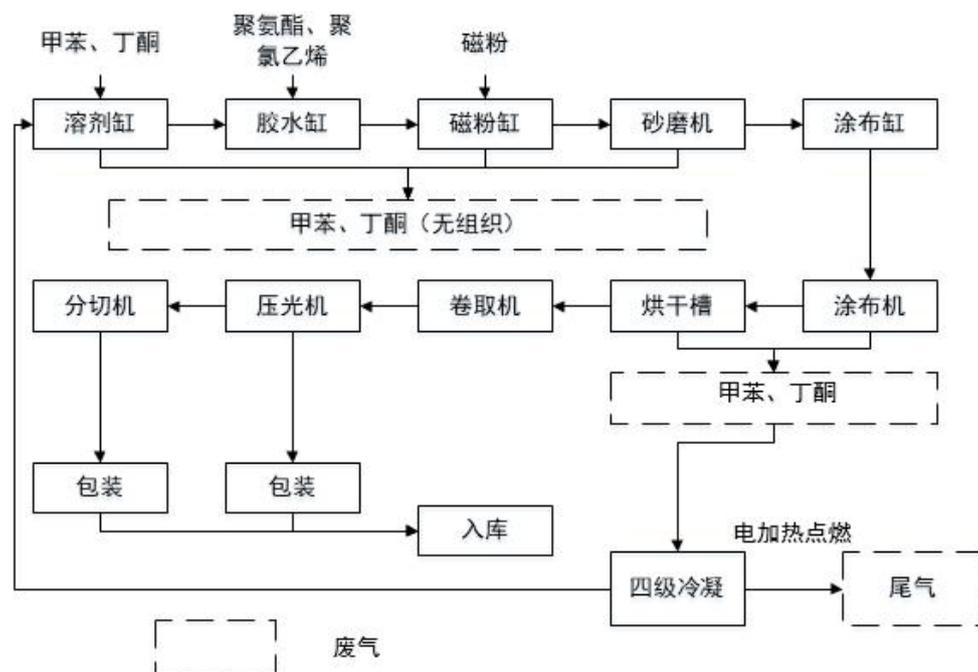 甲苯、丁酮
聚氨酯、聚
氯乙烯
磁粉
溶剂缸
胶水缸
磁粉缸
砂磨机
涂布缸
甲苯、丁酮（无组织）
分切机
压光机
卷取机
烘干槽
涂布机
甲苯、丁酮
包装
包装
入库
电加热点燃
四级冷凝
尾气
废气